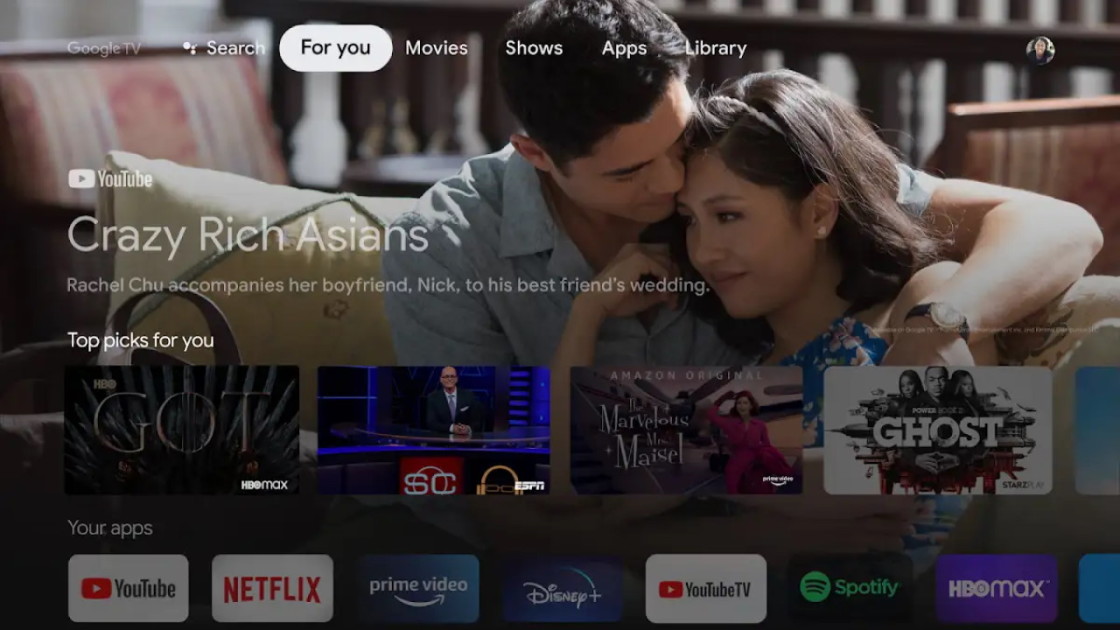 Google TV
Search
For you
Movies
Shows
Apps
Library
YouTube
Crazy Rich Asians
Rachel Chu accompanies her boyfriend, Nick, to his best friend's wedding.
Top picks for you
HBO
GOT
HBOMAX
SC
ESPN
AMAZON ORIGINAL
The
Marvelous
Mrs.
Maisel
prime video
POWER BOOK II:
GHOST
STARZPLAY
Your apps
YouTube
NETFLIX
prime video
Disney+
YouTubeTV
Spotify
HBOMAX